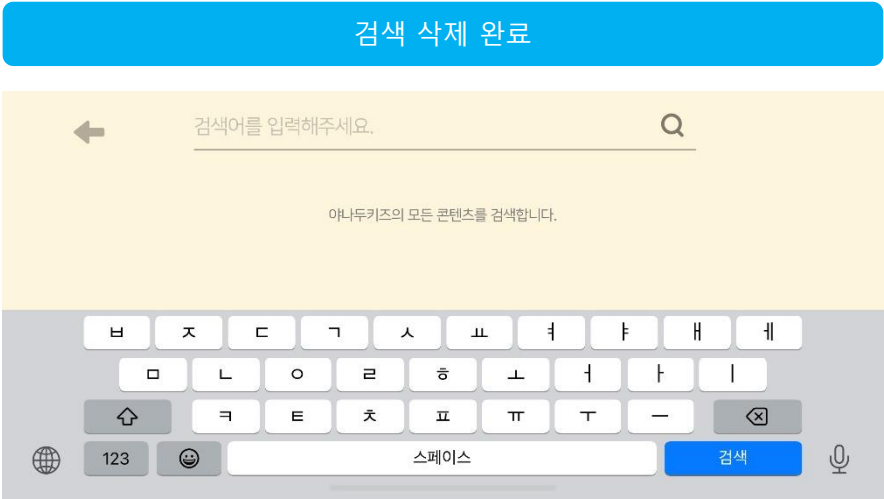 검색 삭제 완료
검색어를 입력해주세요.
야나두키즈의 모든 콘텐츠를 검색합니다.
ㅂ ㅈ ㄷ ㄱ ㅅ ㅛ ㅕ ㅑ ㅐ ㅔ
ㅁ ㄴ ㅇ ㄹ ㅎ ㅗ ㅓ ㅏ ㅣ
ㅋ ㅌ ㅊ ㅍ ㅠ ㅜ ㅡ
123 스페이스 검색